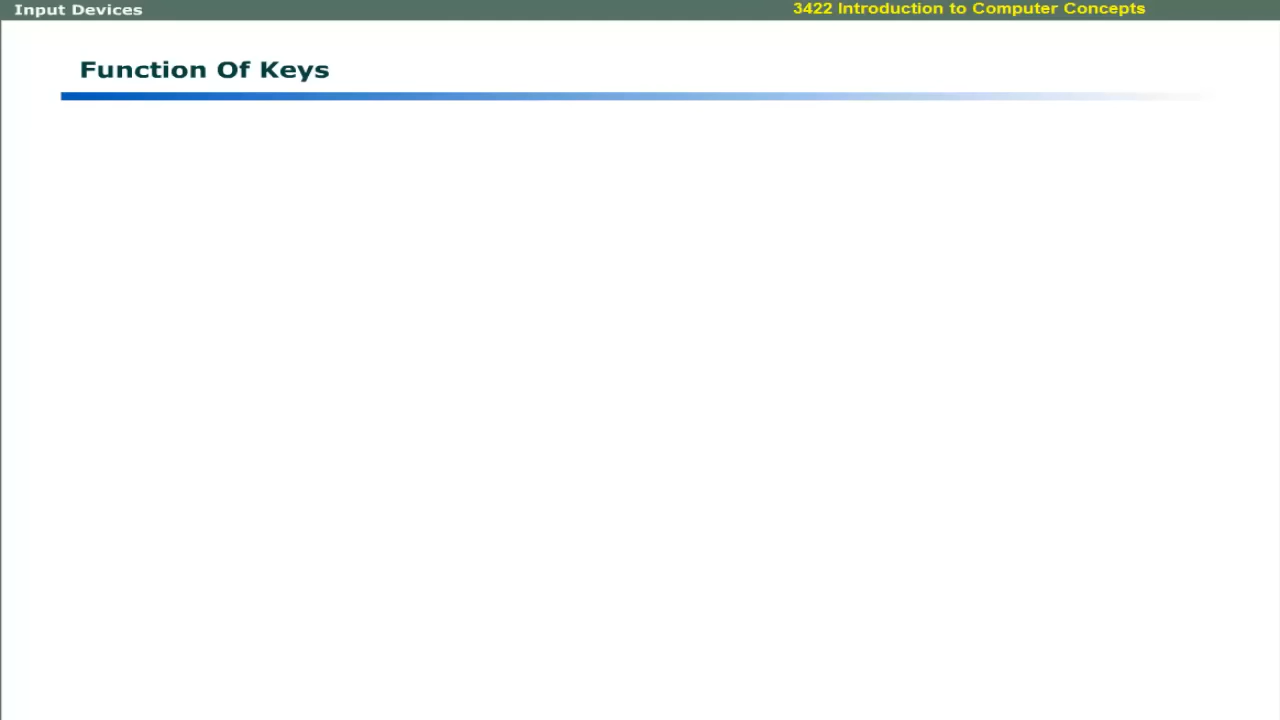 Input Devices
3422 Introduction to Computer Concepts
Function Of Keys